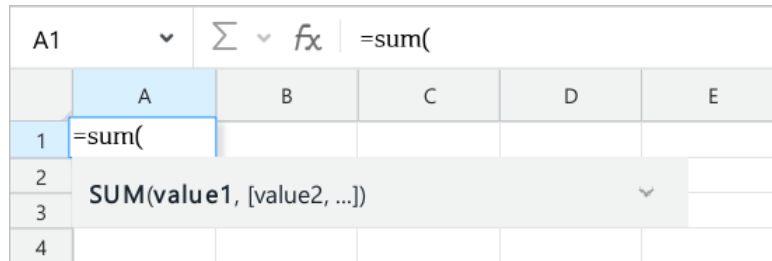 A1 Σ fx =sum(
A B C D E
1 =sum(
2
SUM(value1, [value2, ...])
3
4